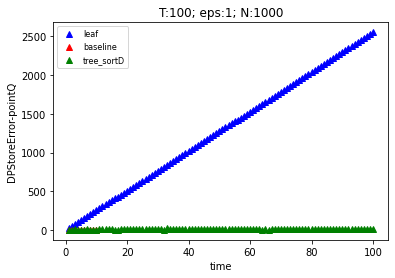 T:100; eps:1; N:1000
leaf
baseline
tree_sortD
DPStoreError-pointQ
2500
2000
1500
1000
500
0
0 20 40 60 80 100
time